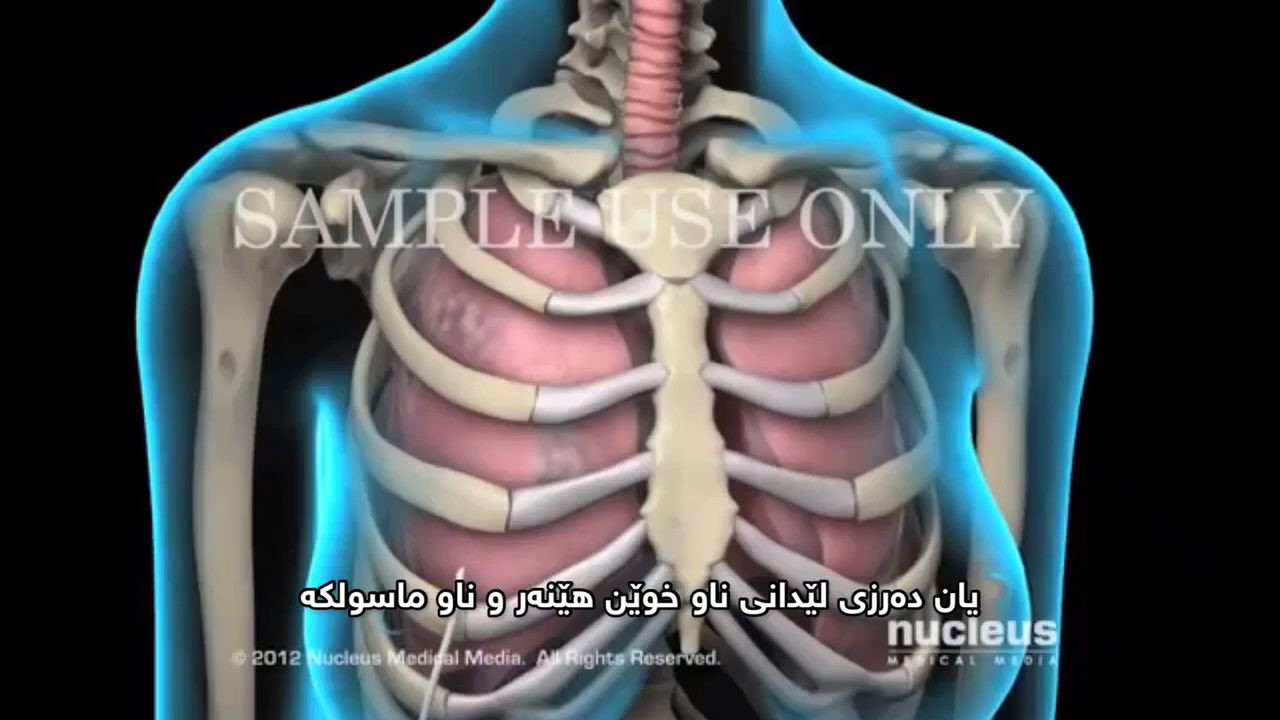 SAMPLE USE ONLY
یان دەرزی لێدانی ناو خوێن هێنەر و ناو ماسولکە
nucleus
MEDICAL MEDIA
© 2012 Nucleus Medical Media. All Rights Reserved.